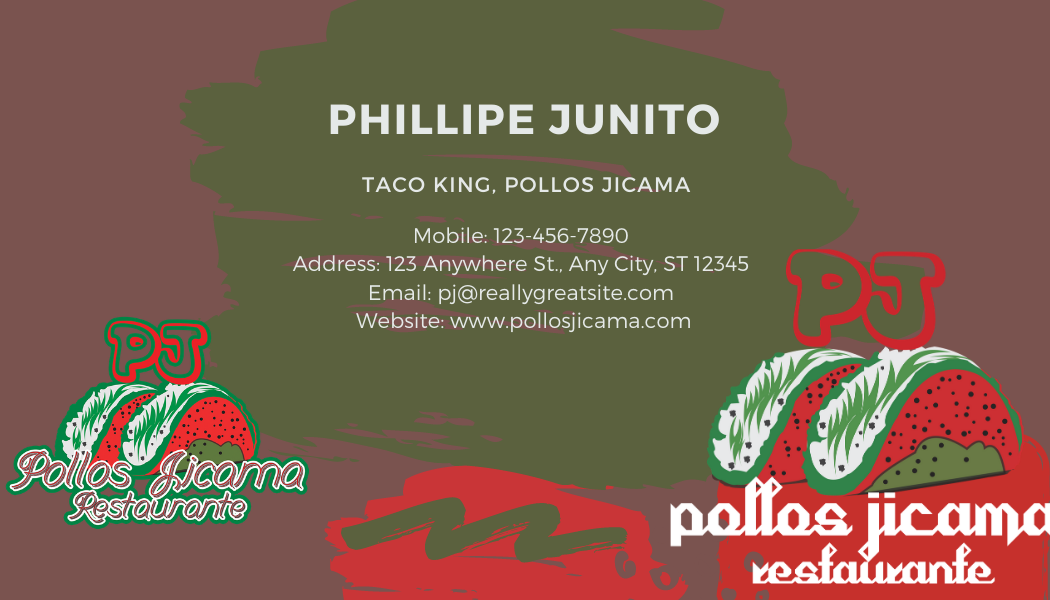 PHILLIPE JUNITO
TACO KING, POLLOS JICAMA
Mobile: 123-456-7890
Address: 123 Anywhere St., Any City, ST 12345
Email: pj@reallygreatsite.com
Website: www.pollosjicama.com
PJ
Pollos Jicama
Restaurante
PJ
pollos jicama
restaurante